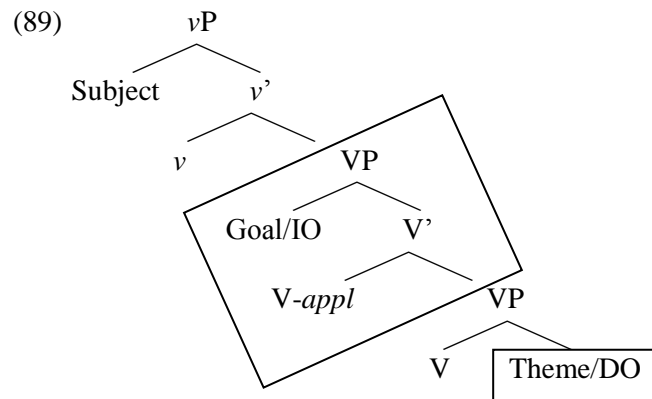 (89) vP
Subject v’
v VP
Goal/IO V’
V-appl VP
V Theme/DO